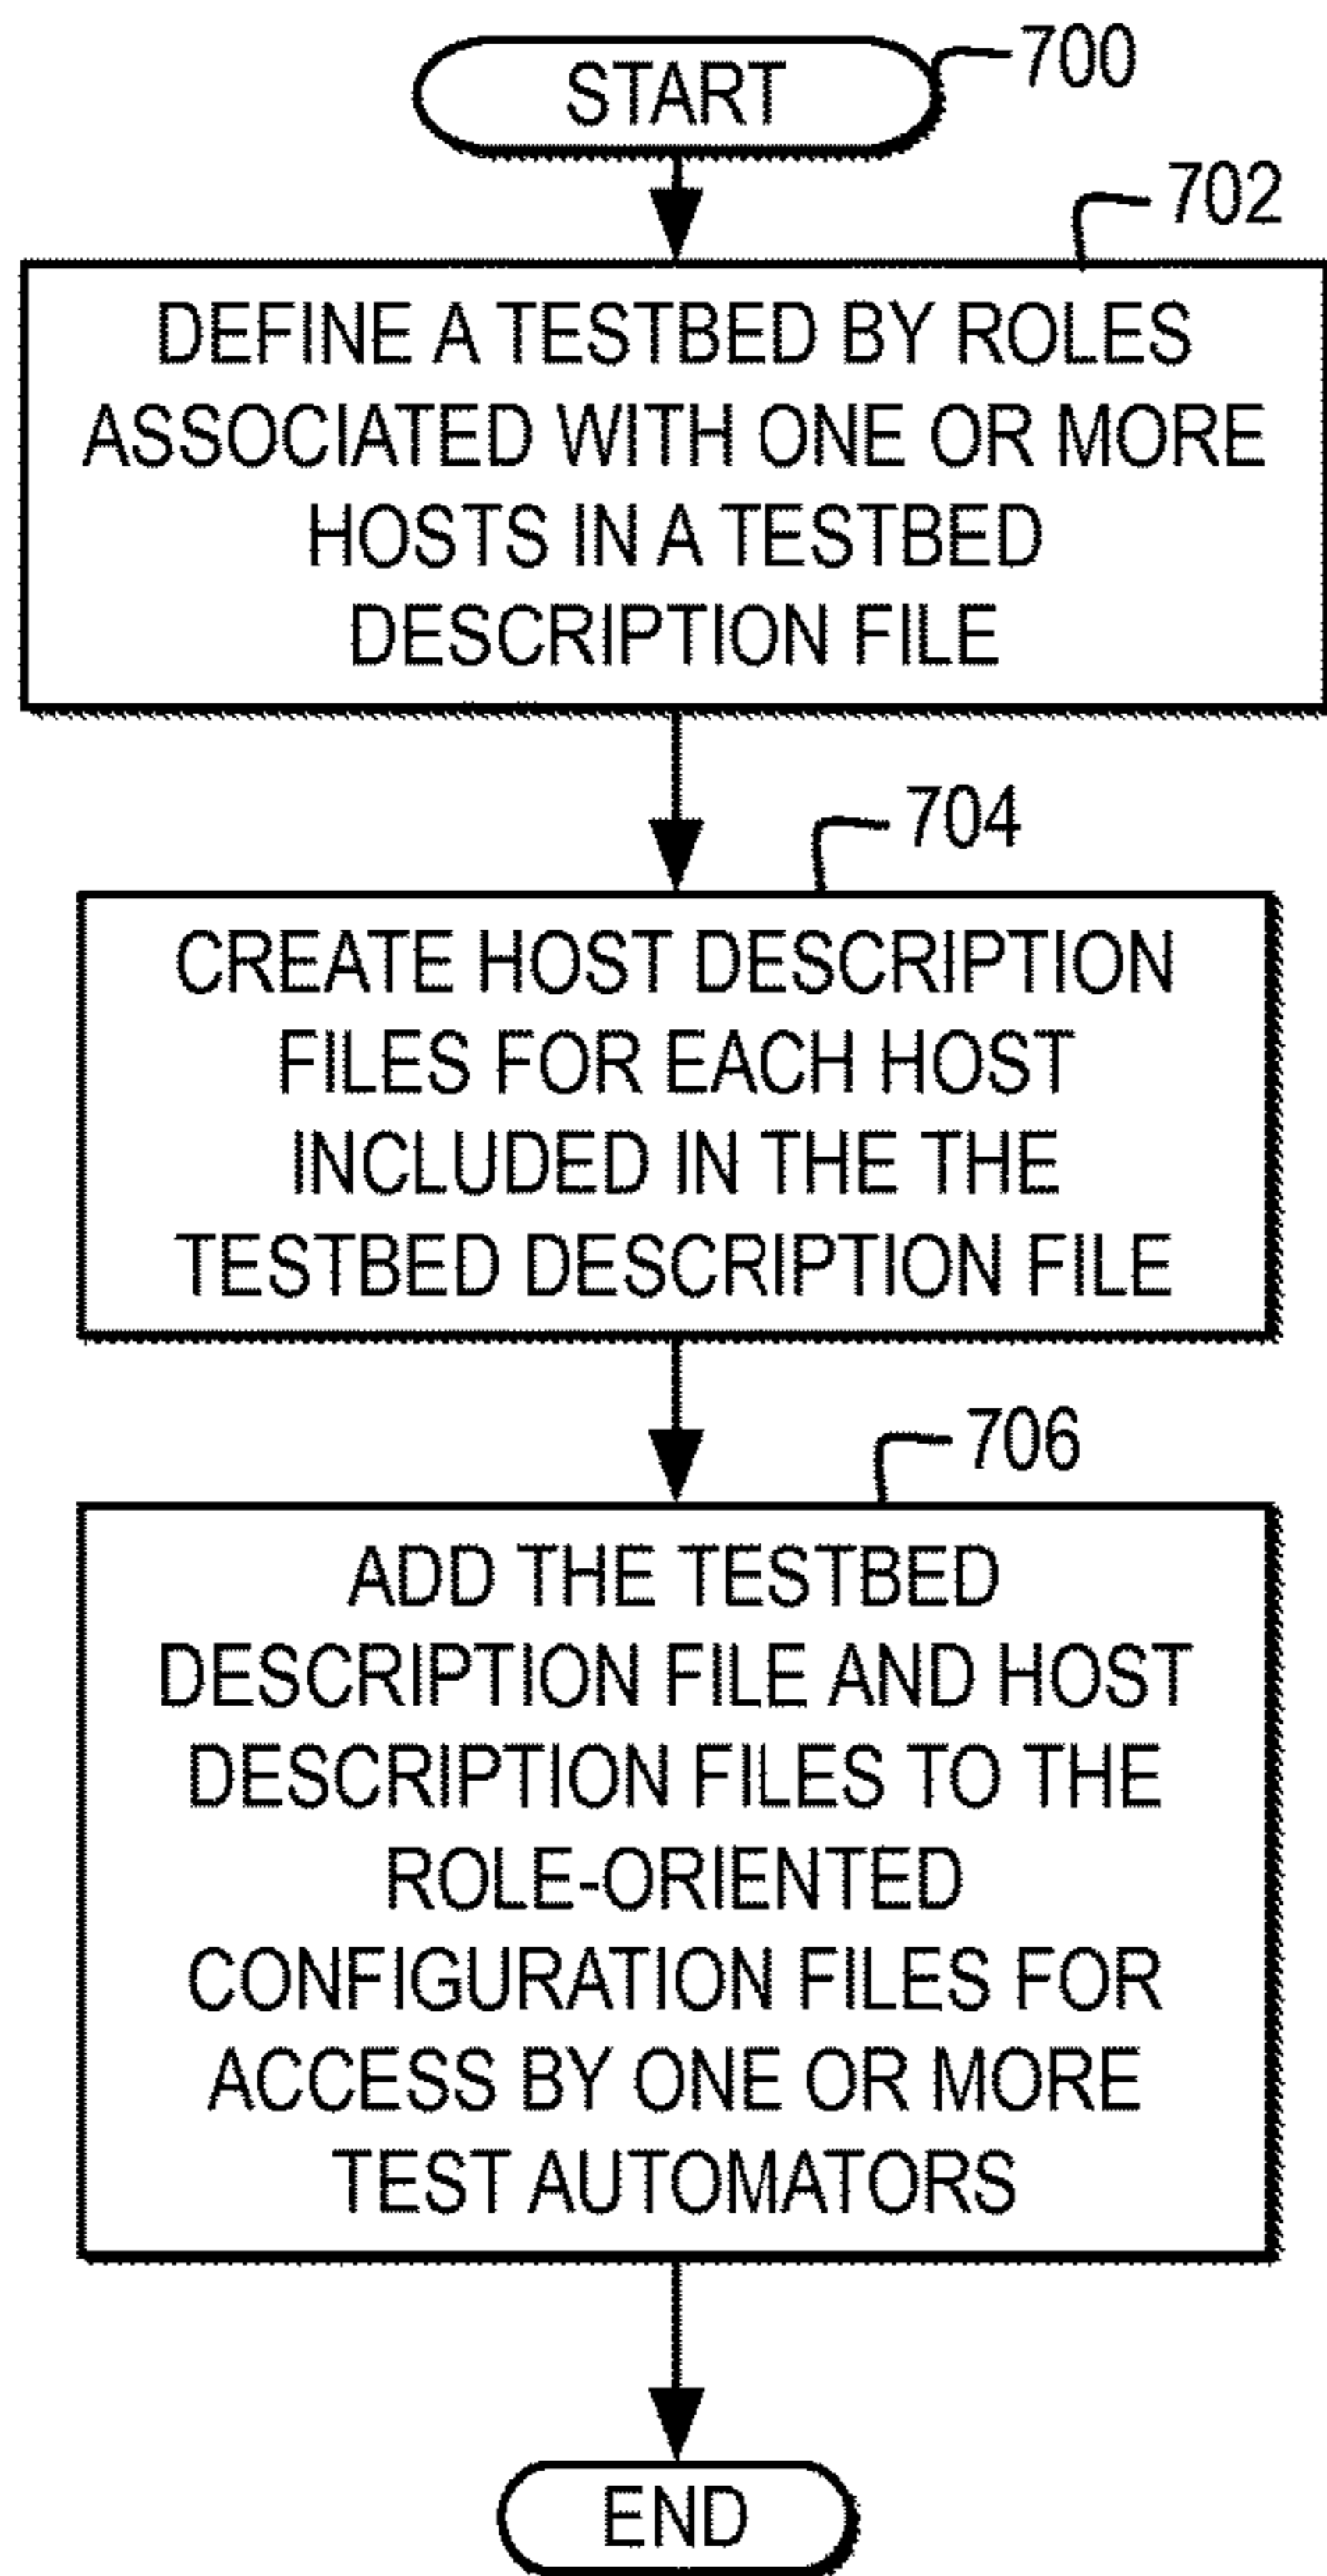 START
700
702
DEFINE A TESTBED BY ROLES
ASSOCIATED WITH ONE OR MORE
HOSTS IN A TESTBED
DESCRIPTION FILE
704
CREATE HOST DESCRIPTION
FILES FOR EACH HOST
INCLUDED IN THE THE
TESTBED DESCRIPTION FILE
706
ADD THE TESTBED
DESCRIPTION FILE AND HOST
DESCRIPTION FILES TO THE
ROLE-ORIENTED
CONFIGURATION FILES FOR
ACCESS BY ONE OR MORE
TEST AUTOMATORS
END